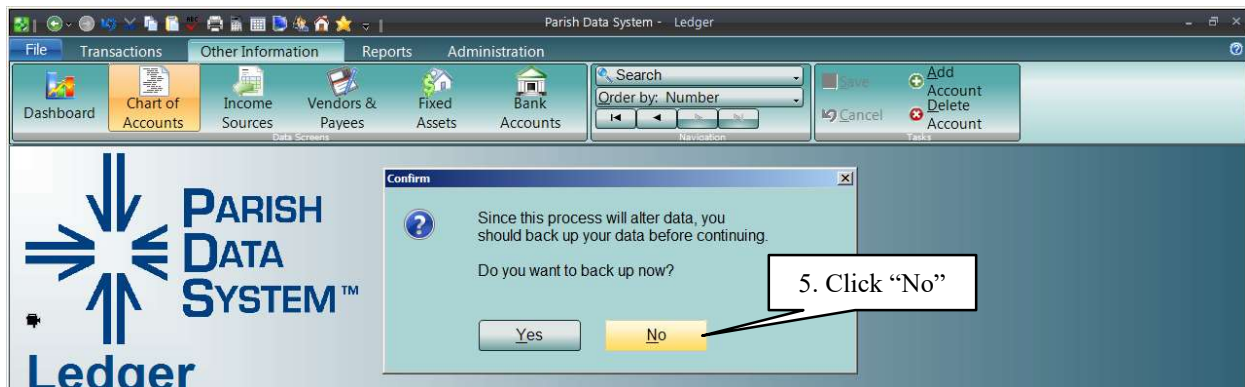 Parish Data System - Ledger
File Transactions Other Information Reports Administration
Dashboard
Chart of
Accounts
Income
Sources
Vendors &
Payees
Fixed
Assets
Bank
Accounts
Data Screens
Search
Order by: Number
Navigation
Save
Cancel
Add
Account
Delete
Account
Tasks
PARISH
DATA
SYSTEM™
Ledger
Confirm
Since this process will alter data, you
should back up your data before continuing.
Do you want to back up now?
Yes No
5. Click “No”